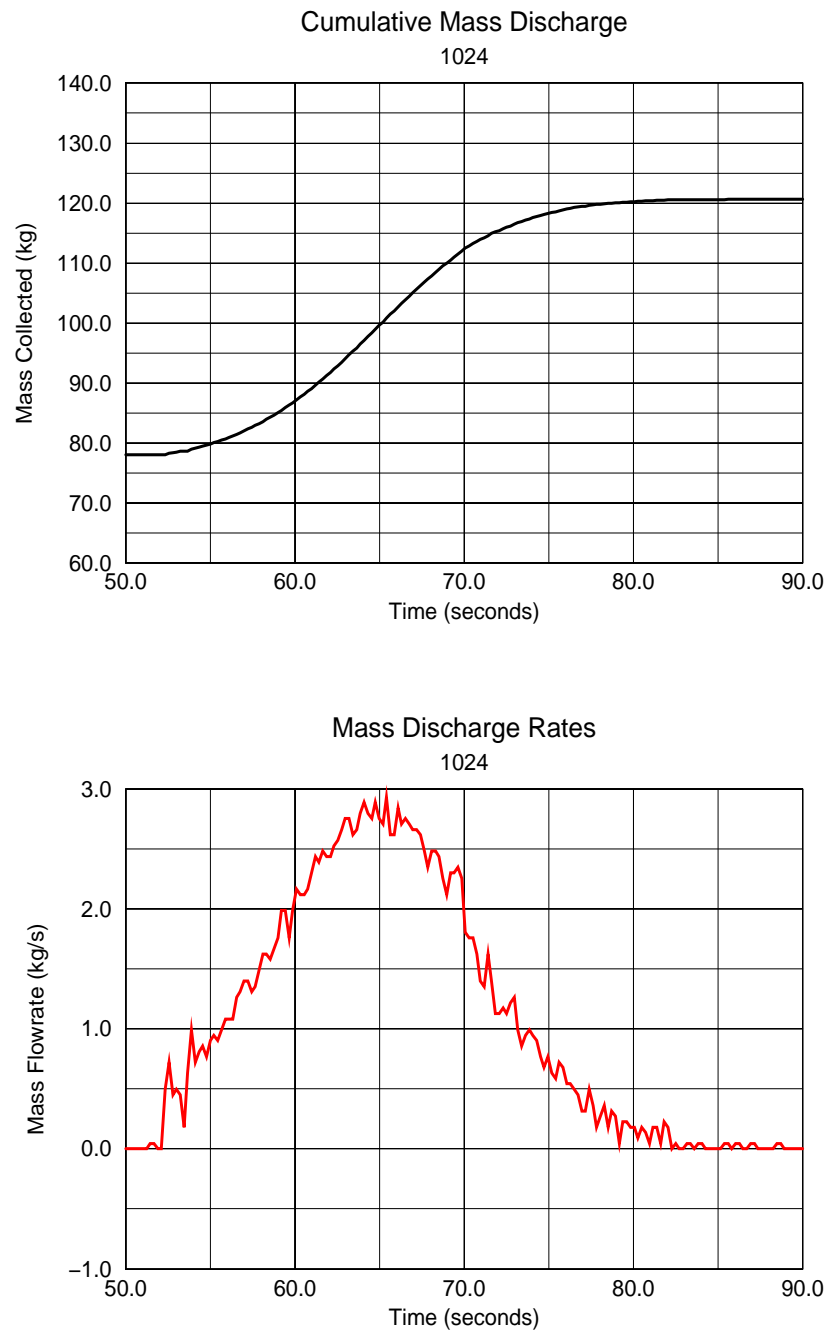 Cumulative Mass Discharge
1024
140.0
130.0
120.0
110.0
100.0
90.0
80.0
70.0
60.0
Mass Collected (kg)
50.0 60.0 70.0 80.0 90.0
Time (seconds)
Mass Discharge Rates
1024
3.0
2.0
1.0
0.0
−1.0
Mass Flowrate (kg/s)
50.0 60.0 70.0 80.0 90.0
Time (seconds)